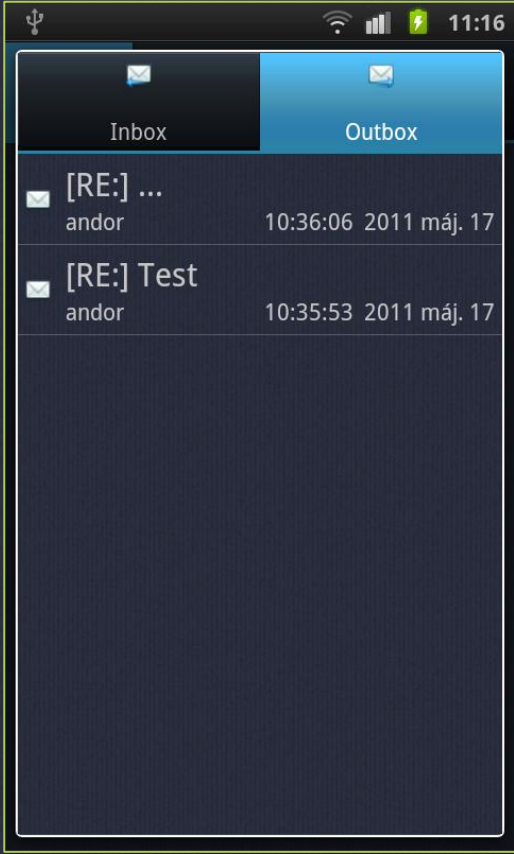 11:16
Inbox Outbox
[RE:] ...
andor 10:36:06 2011 máj. 17
[RE:] Test
andor 10:35:53 2011 máj. 17